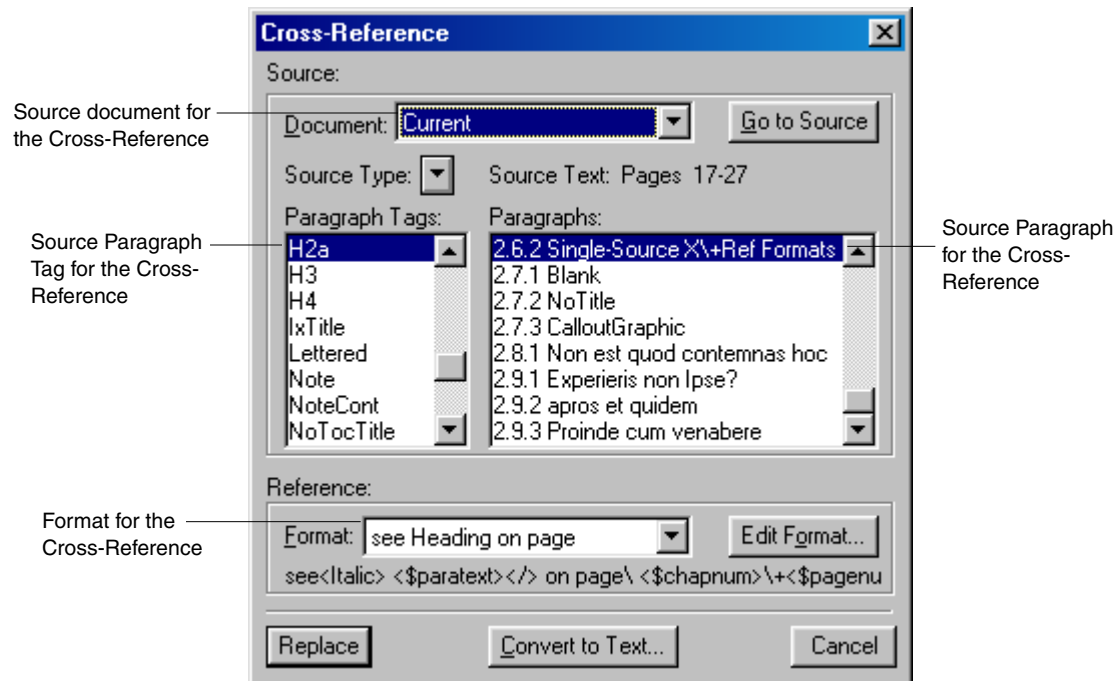 Cross-Reference
Source:
Source document for
the Cross-Reference
Document: Current
Go to Source
Source Type:
Source Text: Pages 17-27
Paragraph Tags:
Paragraphs:
Source Paragraph
Tag for the Cross-
Reference
H2a
H3
H4
IxTitle
Lettered
Note
NoteCont
NoTocTitle
2.6.2 Single-Source X\+Ref Formats
2.7.1 Blank
2.7.2 NoTitle
2.7.3 CalloutGraphic
2.8.1 Non est quod contemnas hoc
2.9.1 Experieris non Ipse?
2.9.2 apros et quidem
2.9.3 Proinde cum venabere
Source Paragraph
for the Cross-
Reference
Reference:
Format for the
Cross-Reference
Format: see Heading on page
Edit Format...
see<Italic> <$paratext></> on page\ <$chapnum>\+<$pagenu
Replace
Convert to Text...
Cancel